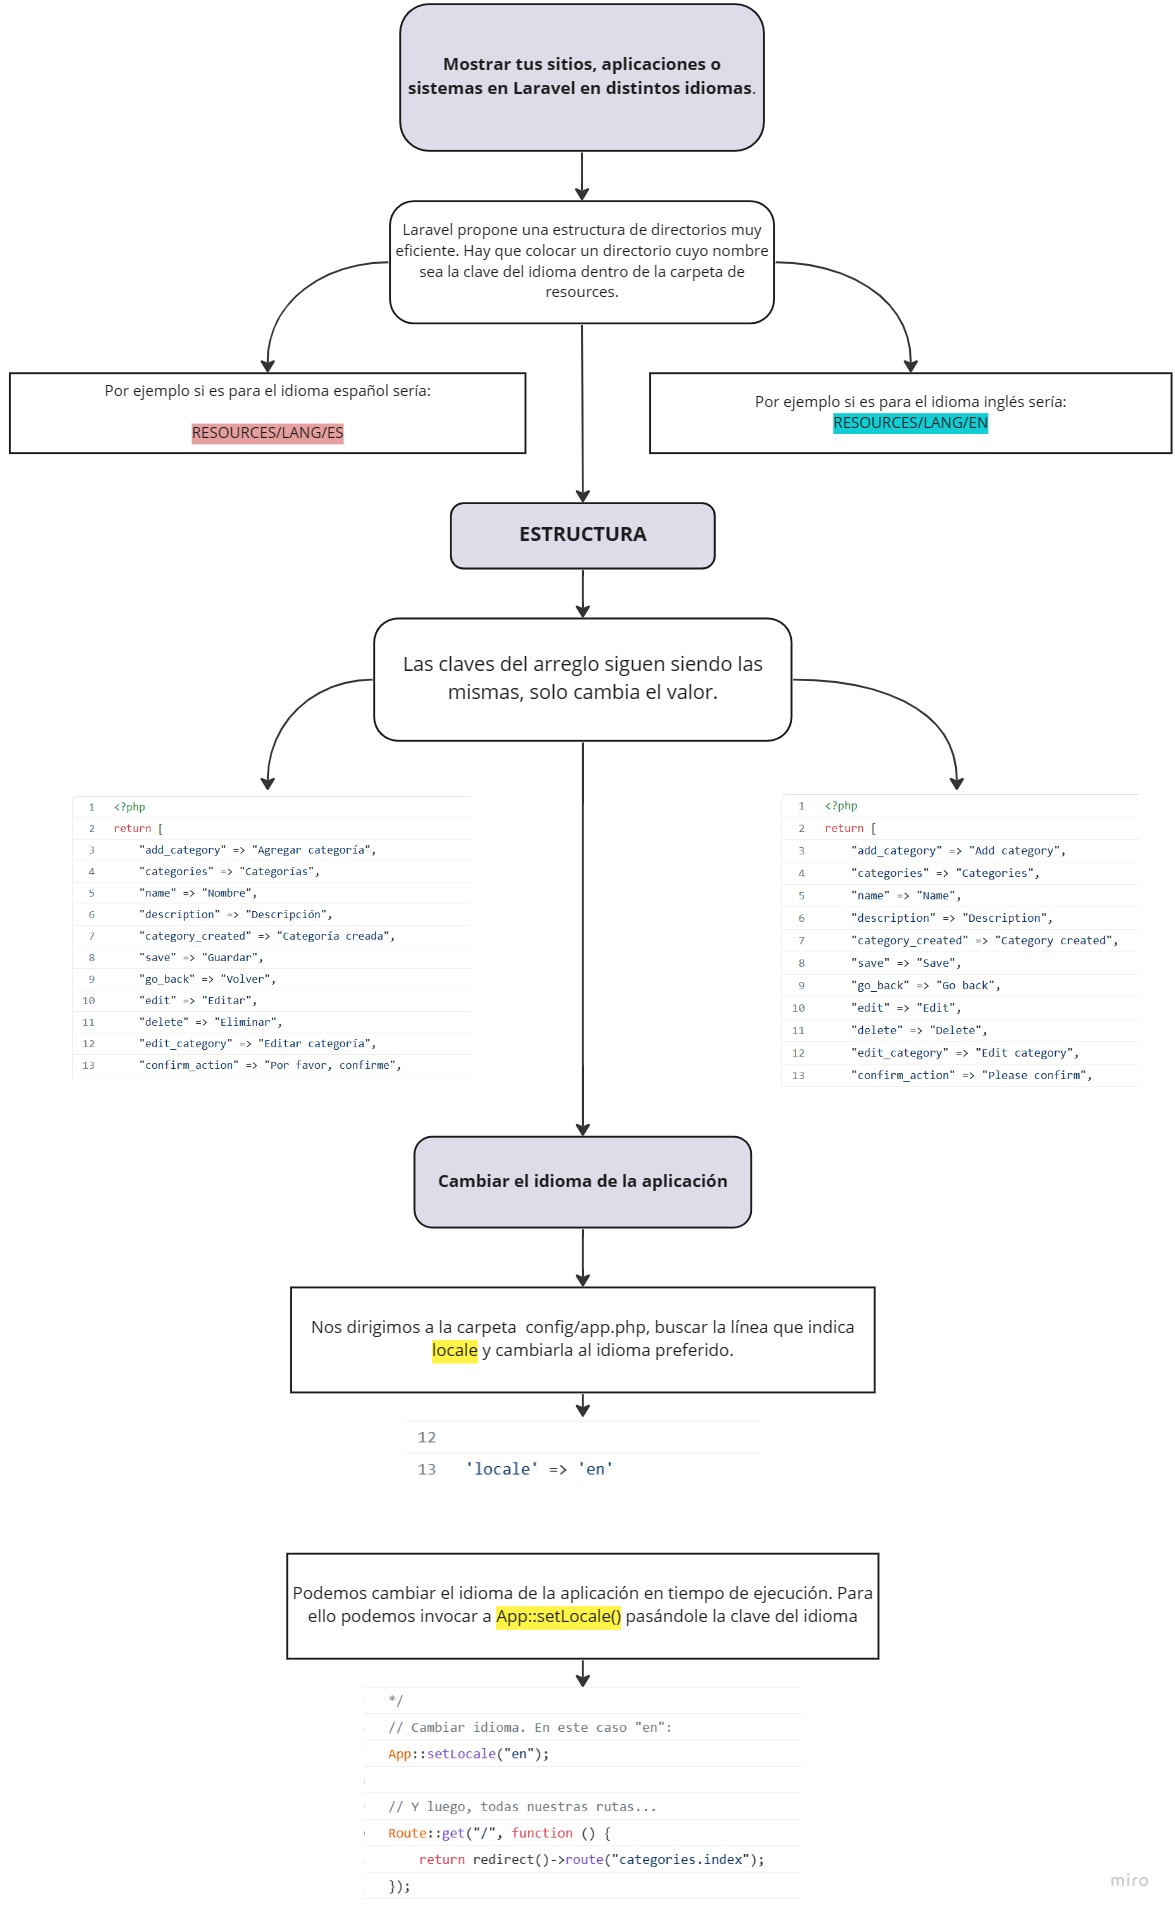 Mostrar tus sitios, aplicaciones o
sistemas en Laravel en distintos idiomas.
Laravel propone una estructura de directorios muy
eficiente. Hay que colocar un directorio cuyo nombre
sea la clave del idioma dentro de la carpeta de
resources.
Por ejemplo si es para el idioma español sería:
RESOURCES/LANG/ES
Por ejemplo si es para el idioma inglés sería:
RESOURCES/LANG/EN
ESTRUCTURA
Las claves del arreglo siguen siendo las
mismas, solo cambia el valor.
1 <?php
2 return [
3 "add_category" => "Agregar categoría",
4 "categories" => "Categorías",
5 "name" => "Nombre",
6 "description" => "Descripción",
7 "category_created" => "Categoría creada",
8 "save" => "Guardar",
9 "go_back" => "Volver",
10 "edit" => "Editar",
11 "delete" => "Eliminar",
12 "edit_category" => "Editar categoría",
13 "confirm_action" => "Por favor, confirme",
1 <?php
2 return [
3 "add_category" => "Add category",
4 "categories" => "Categories",
5 "name" => "Name",
6 "description" => "Description",
7 "category_created" => "Category created",
8 "save" => "Save",
9 "go_back" => "Go back",
10 "edit" => "Edit",
11 "delete" => "Delete",
12 "edit_category" => "Edit category",
13 "confirm_action" => "Please confirm",
Cambiar el idioma de la aplicación
Nos dirigimos a la carpeta  config/app.php, buscar la línea que indica
locale y cambiarla al idioma preferido.
12
13 'locale' => 'en'
Podemos cambiar el idioma de la aplicación en tiempo de ejecución. Para
ello podemos invocar a App::setLocale() pasándole la clave del idioma
*/
// Cambiar idioma. En este caso "en":
App::setLocale("en");
// Y luego, todas nuestras rutas...
Route::get("/", function () {
return redirect()->route("categories.index");
});
miro